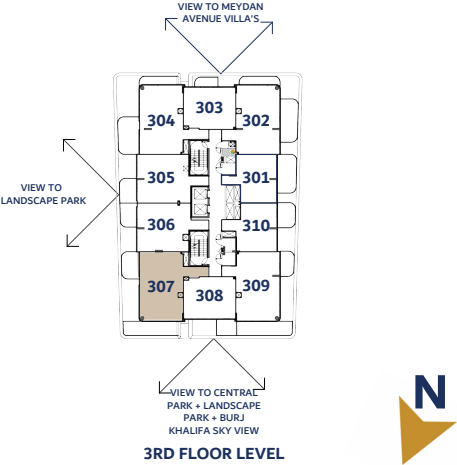 VIEW TO MEYDAN
AVENUE VILLA'S
303
304
302
305
301
VIEW TO
LANDSCAPE PARK
306
310
307
309
308
VIEW TO CENTRAL
PARK + LANDSCAPE
PARK + BURJ
KHALIFA SKY VIEW
3RD FLOOR LEVEL
N